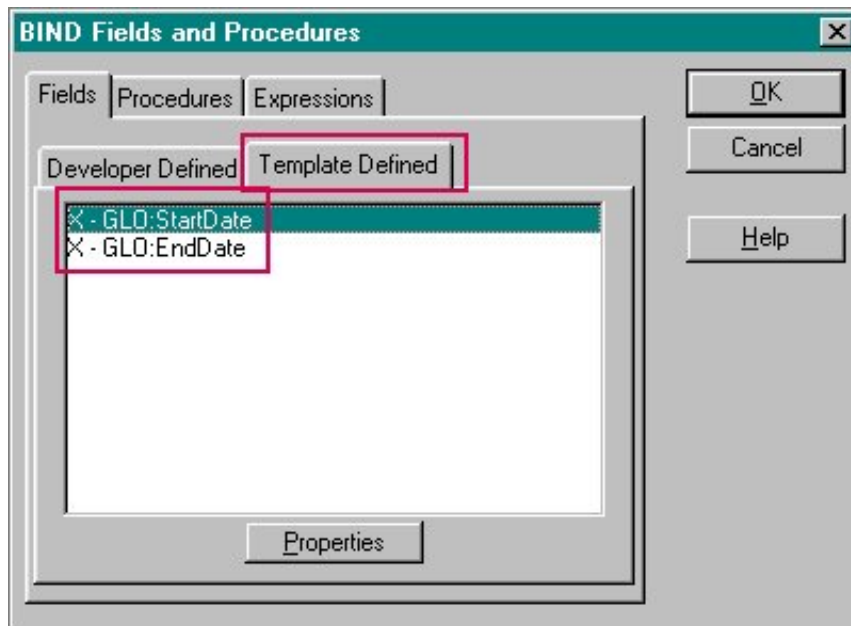 BIND Fields and Procedures
Fields Procedures Expressions
OK
Cancel
Help
Developer Defined Template Defined
X - GLO:StartDate
X - GLO:EndDate
Properties